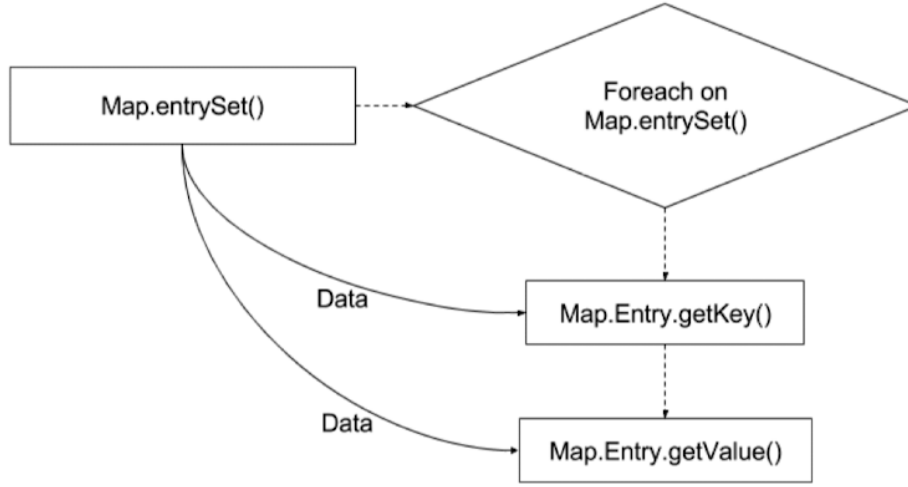 Map.entrySet()
Foreach on
Map.entrySet()
Data
Map.Entry.getKey()
Data
Map.Entry.getValue()